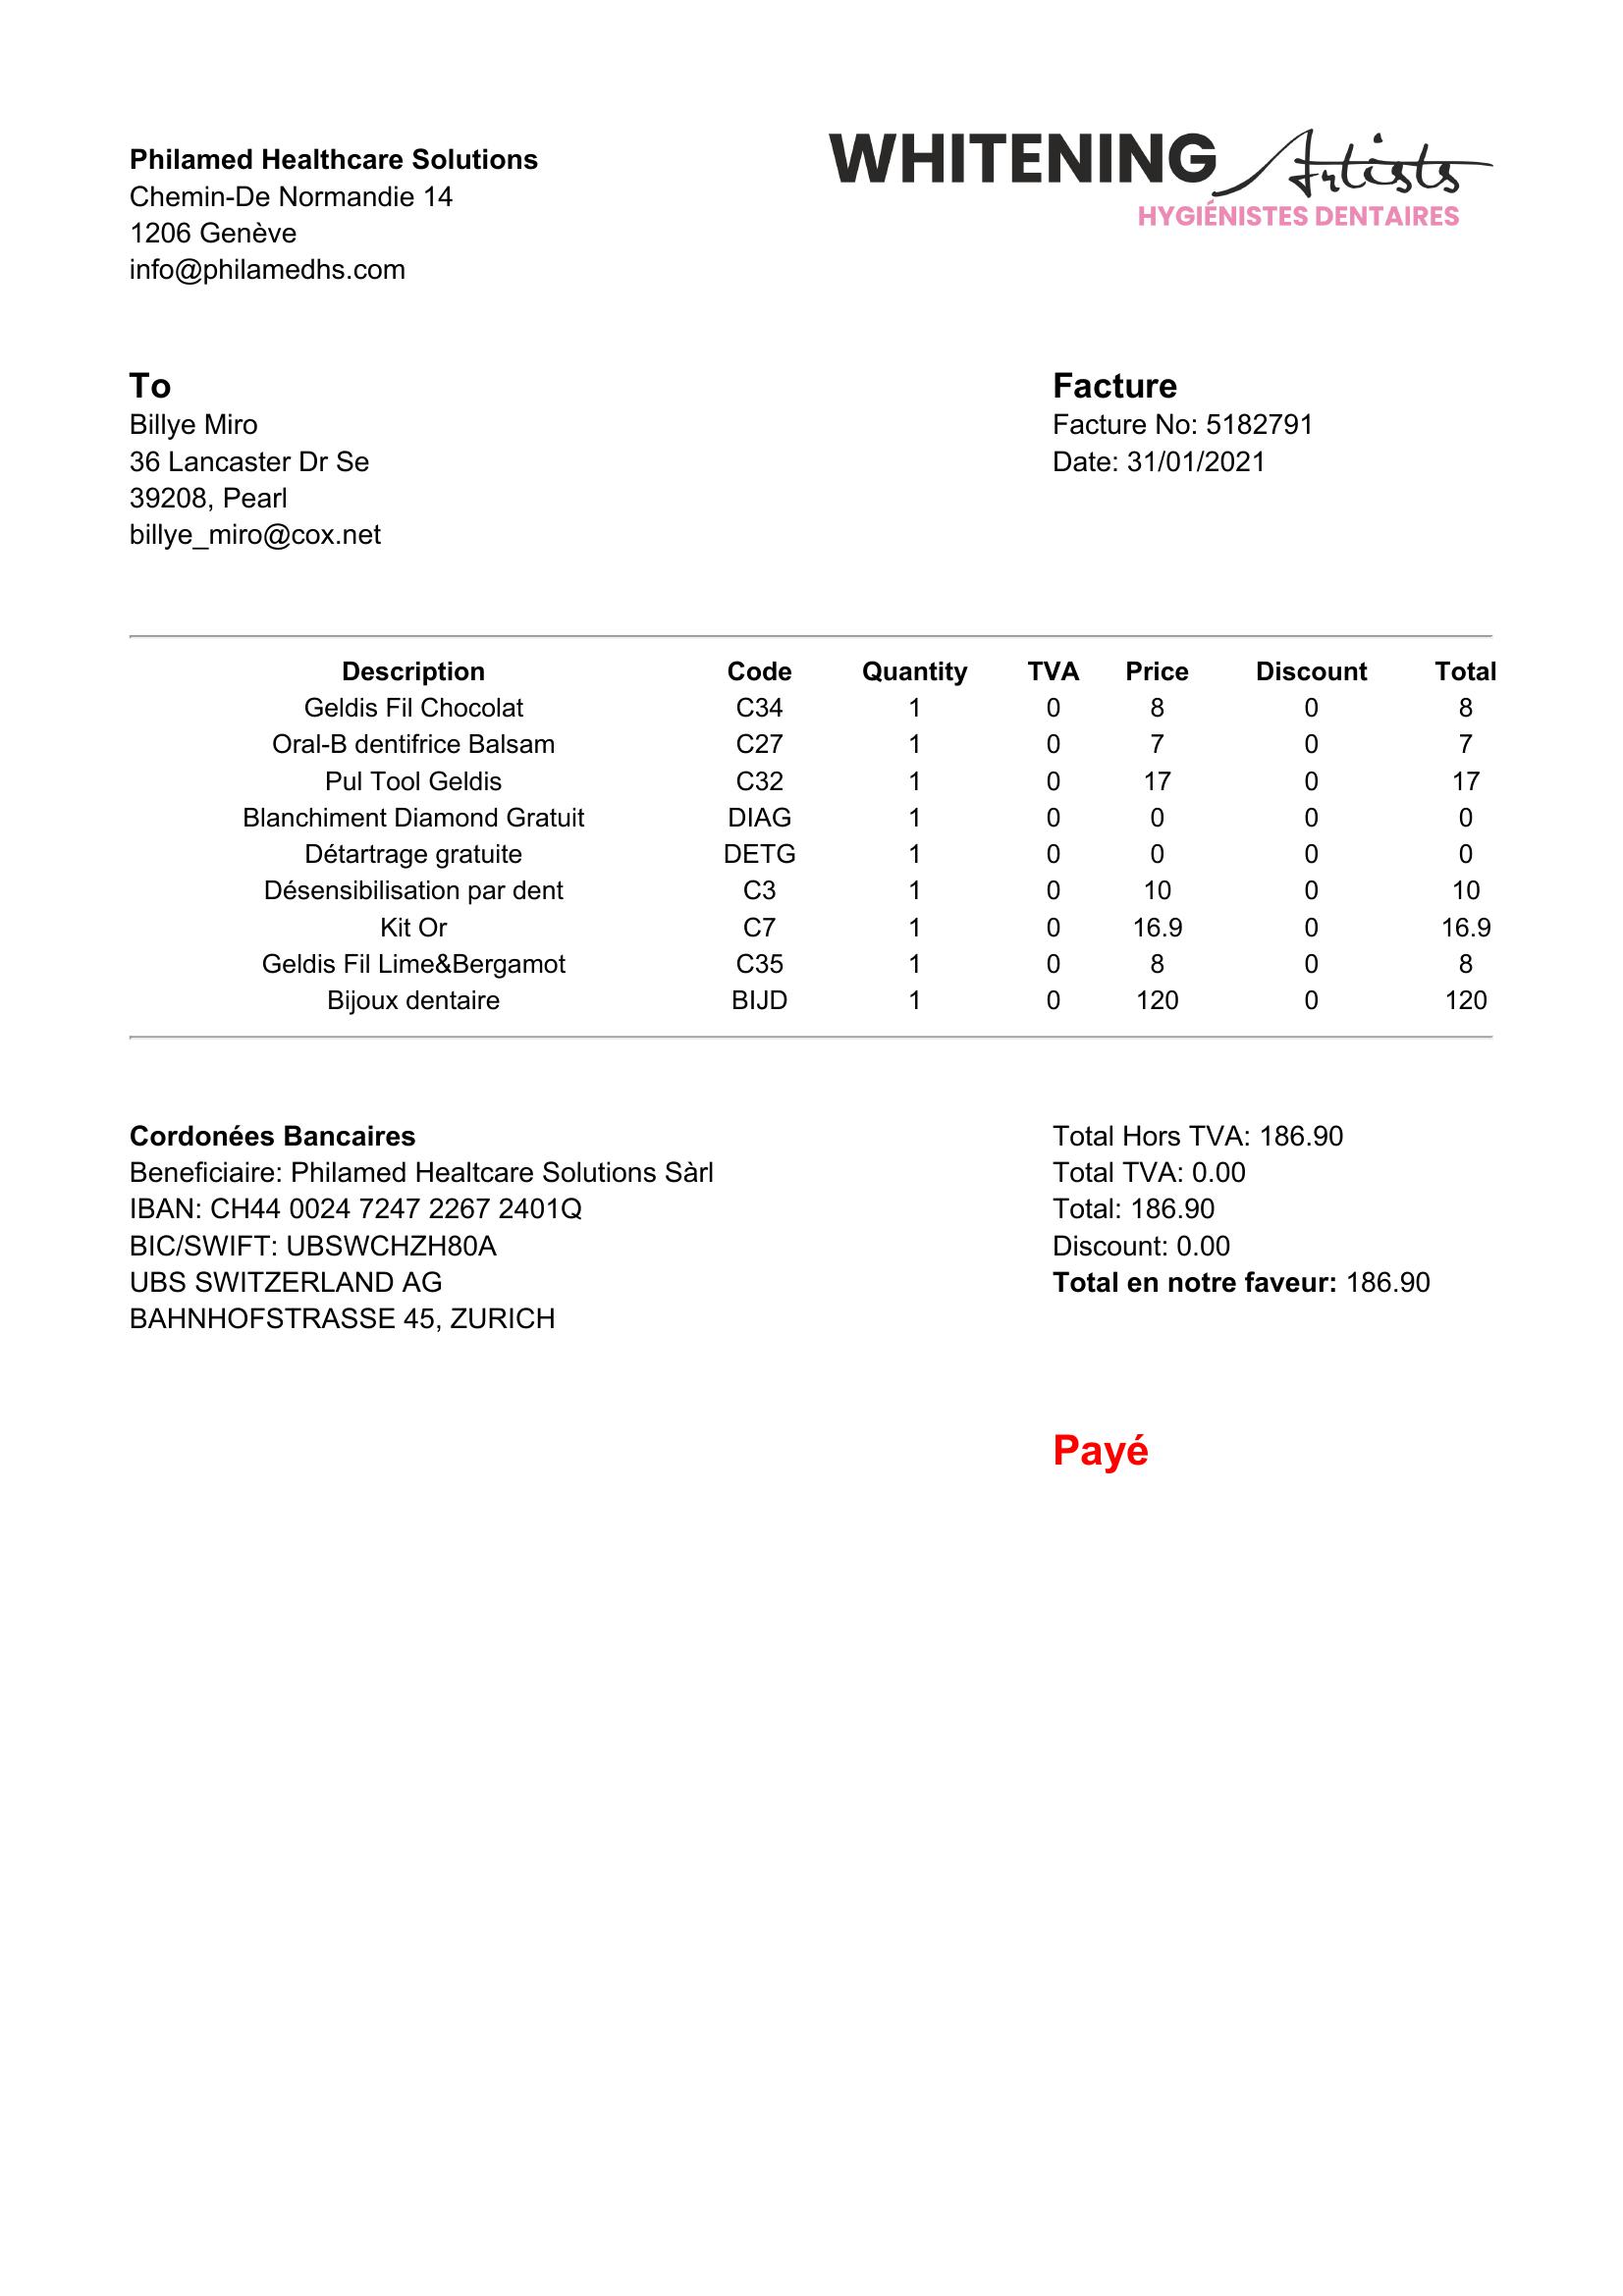 Philamed Healthcare Solutions
Chemin-De Normandie 14
1206 Genève
info@philamedhs.com
WHITENING Artists
HYGIÉNISTES DENTAIRES
To
Billye Miro
36 Lancaster Dr Se
39208, Pearl
billye_miro@cox.net
Facture
Facture No: 5182791
Date: 31/01/2021
Description Code Quantity TVA Price Discount Total
Geldis Fil Chocolat C34 1 0 8 0 8
Oral-B dentifrice Balsam C27 1 0 7 0 7
Pul Tool Geldis C32 1 0 17 0 17
Blanchiment Diamond Gratuit DIAG 1 0 0 0 0
Détartrage gratuite DETG 1 0 0 0 0
Désensibilisation par dent C3 1 0 10 0 10
Kit Or C7 1 0 16.9 0 16.9
Geldis Fil Lime&Bergamot C35 1 0 8 0 8
Bijoux dentaire BIJD 1 0 120 0 120
Cordonées Bancaires
Beneficiaire: Philamed Healtcare Solutions Sàrl
IBAN: CH44 0024 7247 2267 2401Q
BIC/SWIFT: UBSWCHZH80A
UBS SWITZERLAND AG
BAHNHOFSTRASSE 45, ZURICH
Total Hors TVA: 186.90
Total TVA: 0.00
Total: 186.90
Discount: 0.00
Total en notre faveur: 186.90
Payé